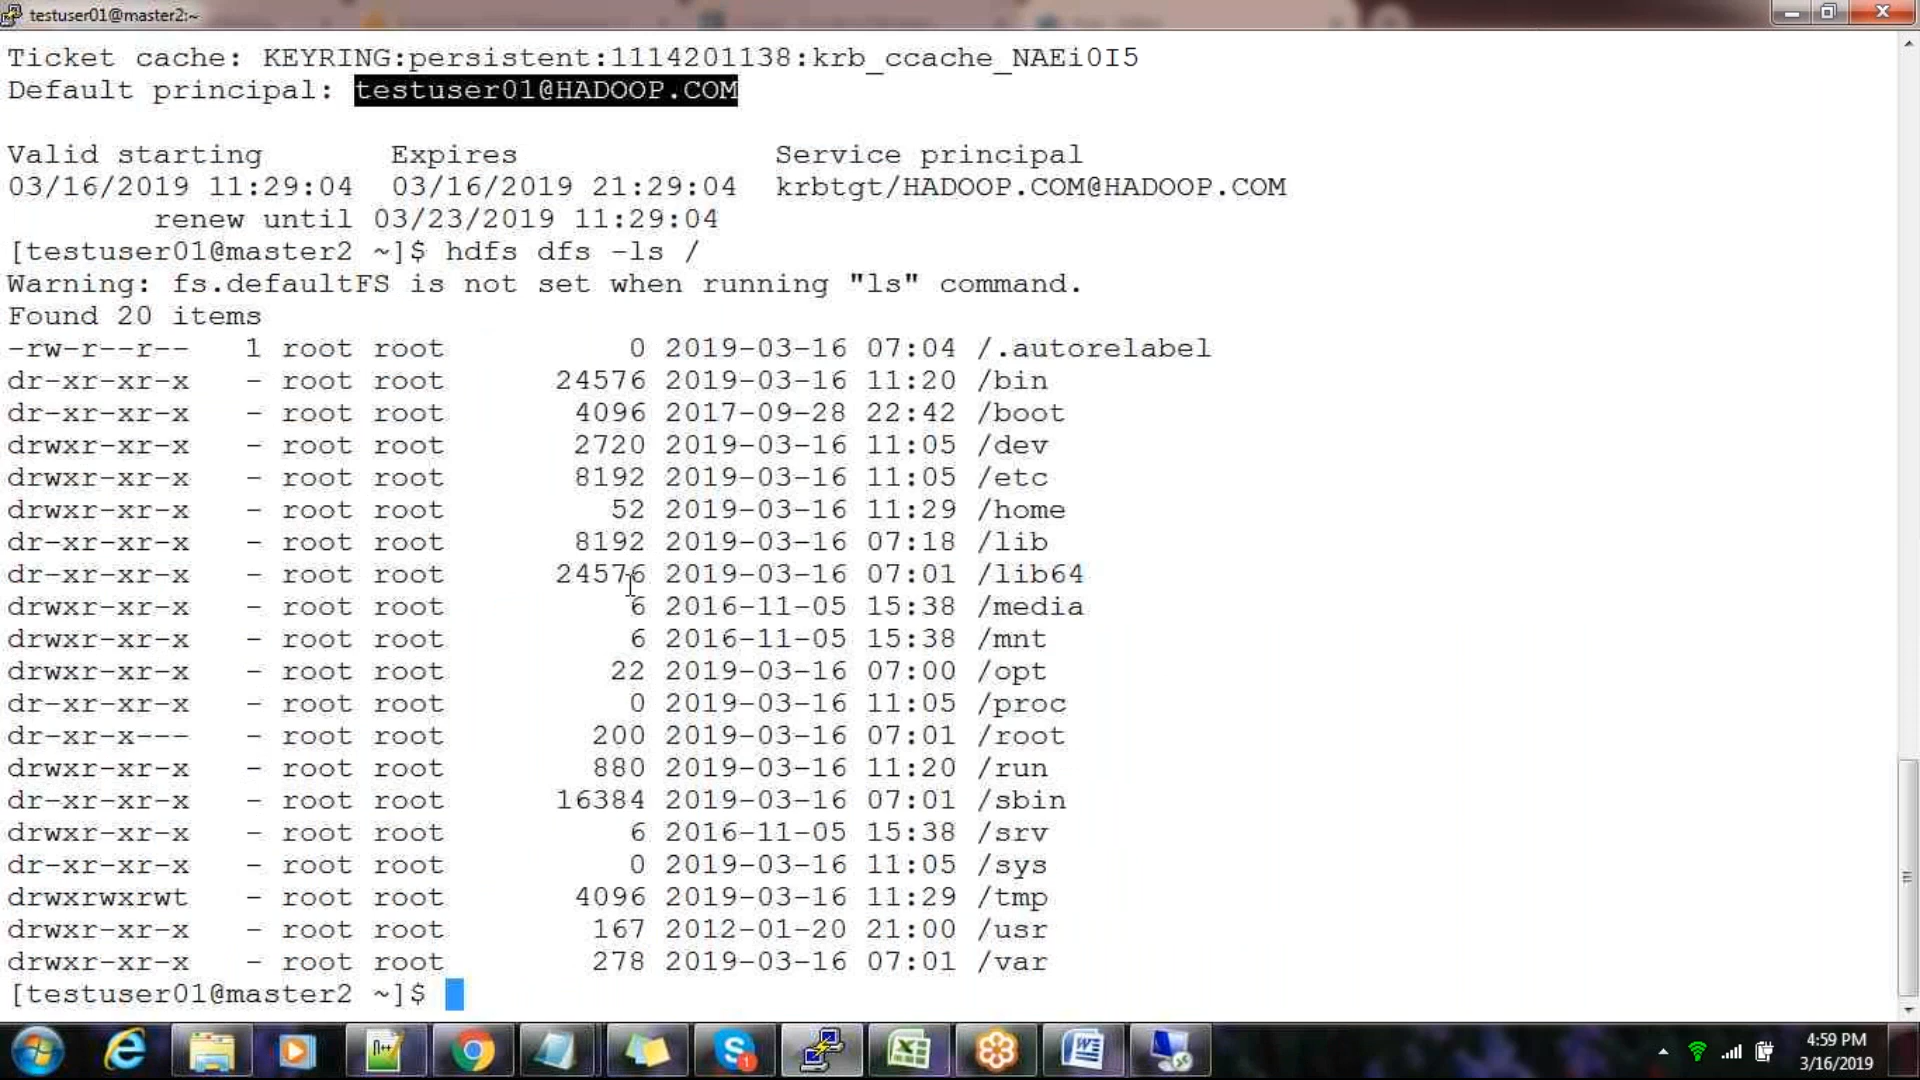 testuser01@master2:~
Ticket cache: KEYRING:persistent:1114201138:krb_ccache_NAEi0I5
Default principal: testuser01@HADOOP.COM
Valid starting       Expires              Service principal
03/16/2019 11:29:04  03/16/2019 21:29:04  krbtgt/HADOOP.COM@HADOOP.COM
        renew until 03/23/2019 11:29:04
[testuser01@master2 ~]$ hdfs dfs -ls /
Warning: fs.defaultFS is not set when running "ls" command.
Found 20 items
-rw-r--r--   1 root root          0 2019-03-16 07:04 /.autorelabel
dr-xr-xr-x   - root root      24576 2019-03-16 11:20 /bin
dr-xr-xr-x   - root root       4096 2017-09-28 22:42 /boot
drwxr-xr-x   - root root       2720 2019-03-16 11:05 /dev
drwxr-xr-x   - root root       8192 2019-03-16 11:05 /etc
drwxr-xr-x   - root root         52 2019-03-16 11:29 /home
dr-xr-xr-x   - root root       8192 2019-03-16 07:18 /lib
dr-xr-xr-x   - root root      24576 2019-03-16 07:01 /lib64
drwxr-xr-x   - root root          6 2016-11-05 15:38 /media
drwxr-xr-x   - root root          6 2016-11-05 15:38 /mnt
drwxr-xr-x   - root root         22 2019-03-16 07:00 /opt
dr-xr-xr-x   - root root          0 2019-03-16 11:05 /proc
dr-xr-x---   - root root        200 2019-03-16 07:01 /root
drwxr-xr-x   - root root        880 2019-03-16 11:20 /run
dr-xr-xr-x   - root root      16384 2019-03-16 07:01 /sbin
drwxr-xr-x   - root root          6 2016-11-05 15:38 /srv
dr-xr-xr-x   - root root          0 2019-03-16 11:05 /sys
drwxrwxrwt   - root root       4096 2019-03-16 11:29 /tmp
drwxr-xr-x   - root root        167 2012-01-20 21:00 /usr
drwxr-xr-x   - root root        278 2019-03-16 07:01 /var
[testuser01@master2 ~]$
4:59 PM
3/16/2019